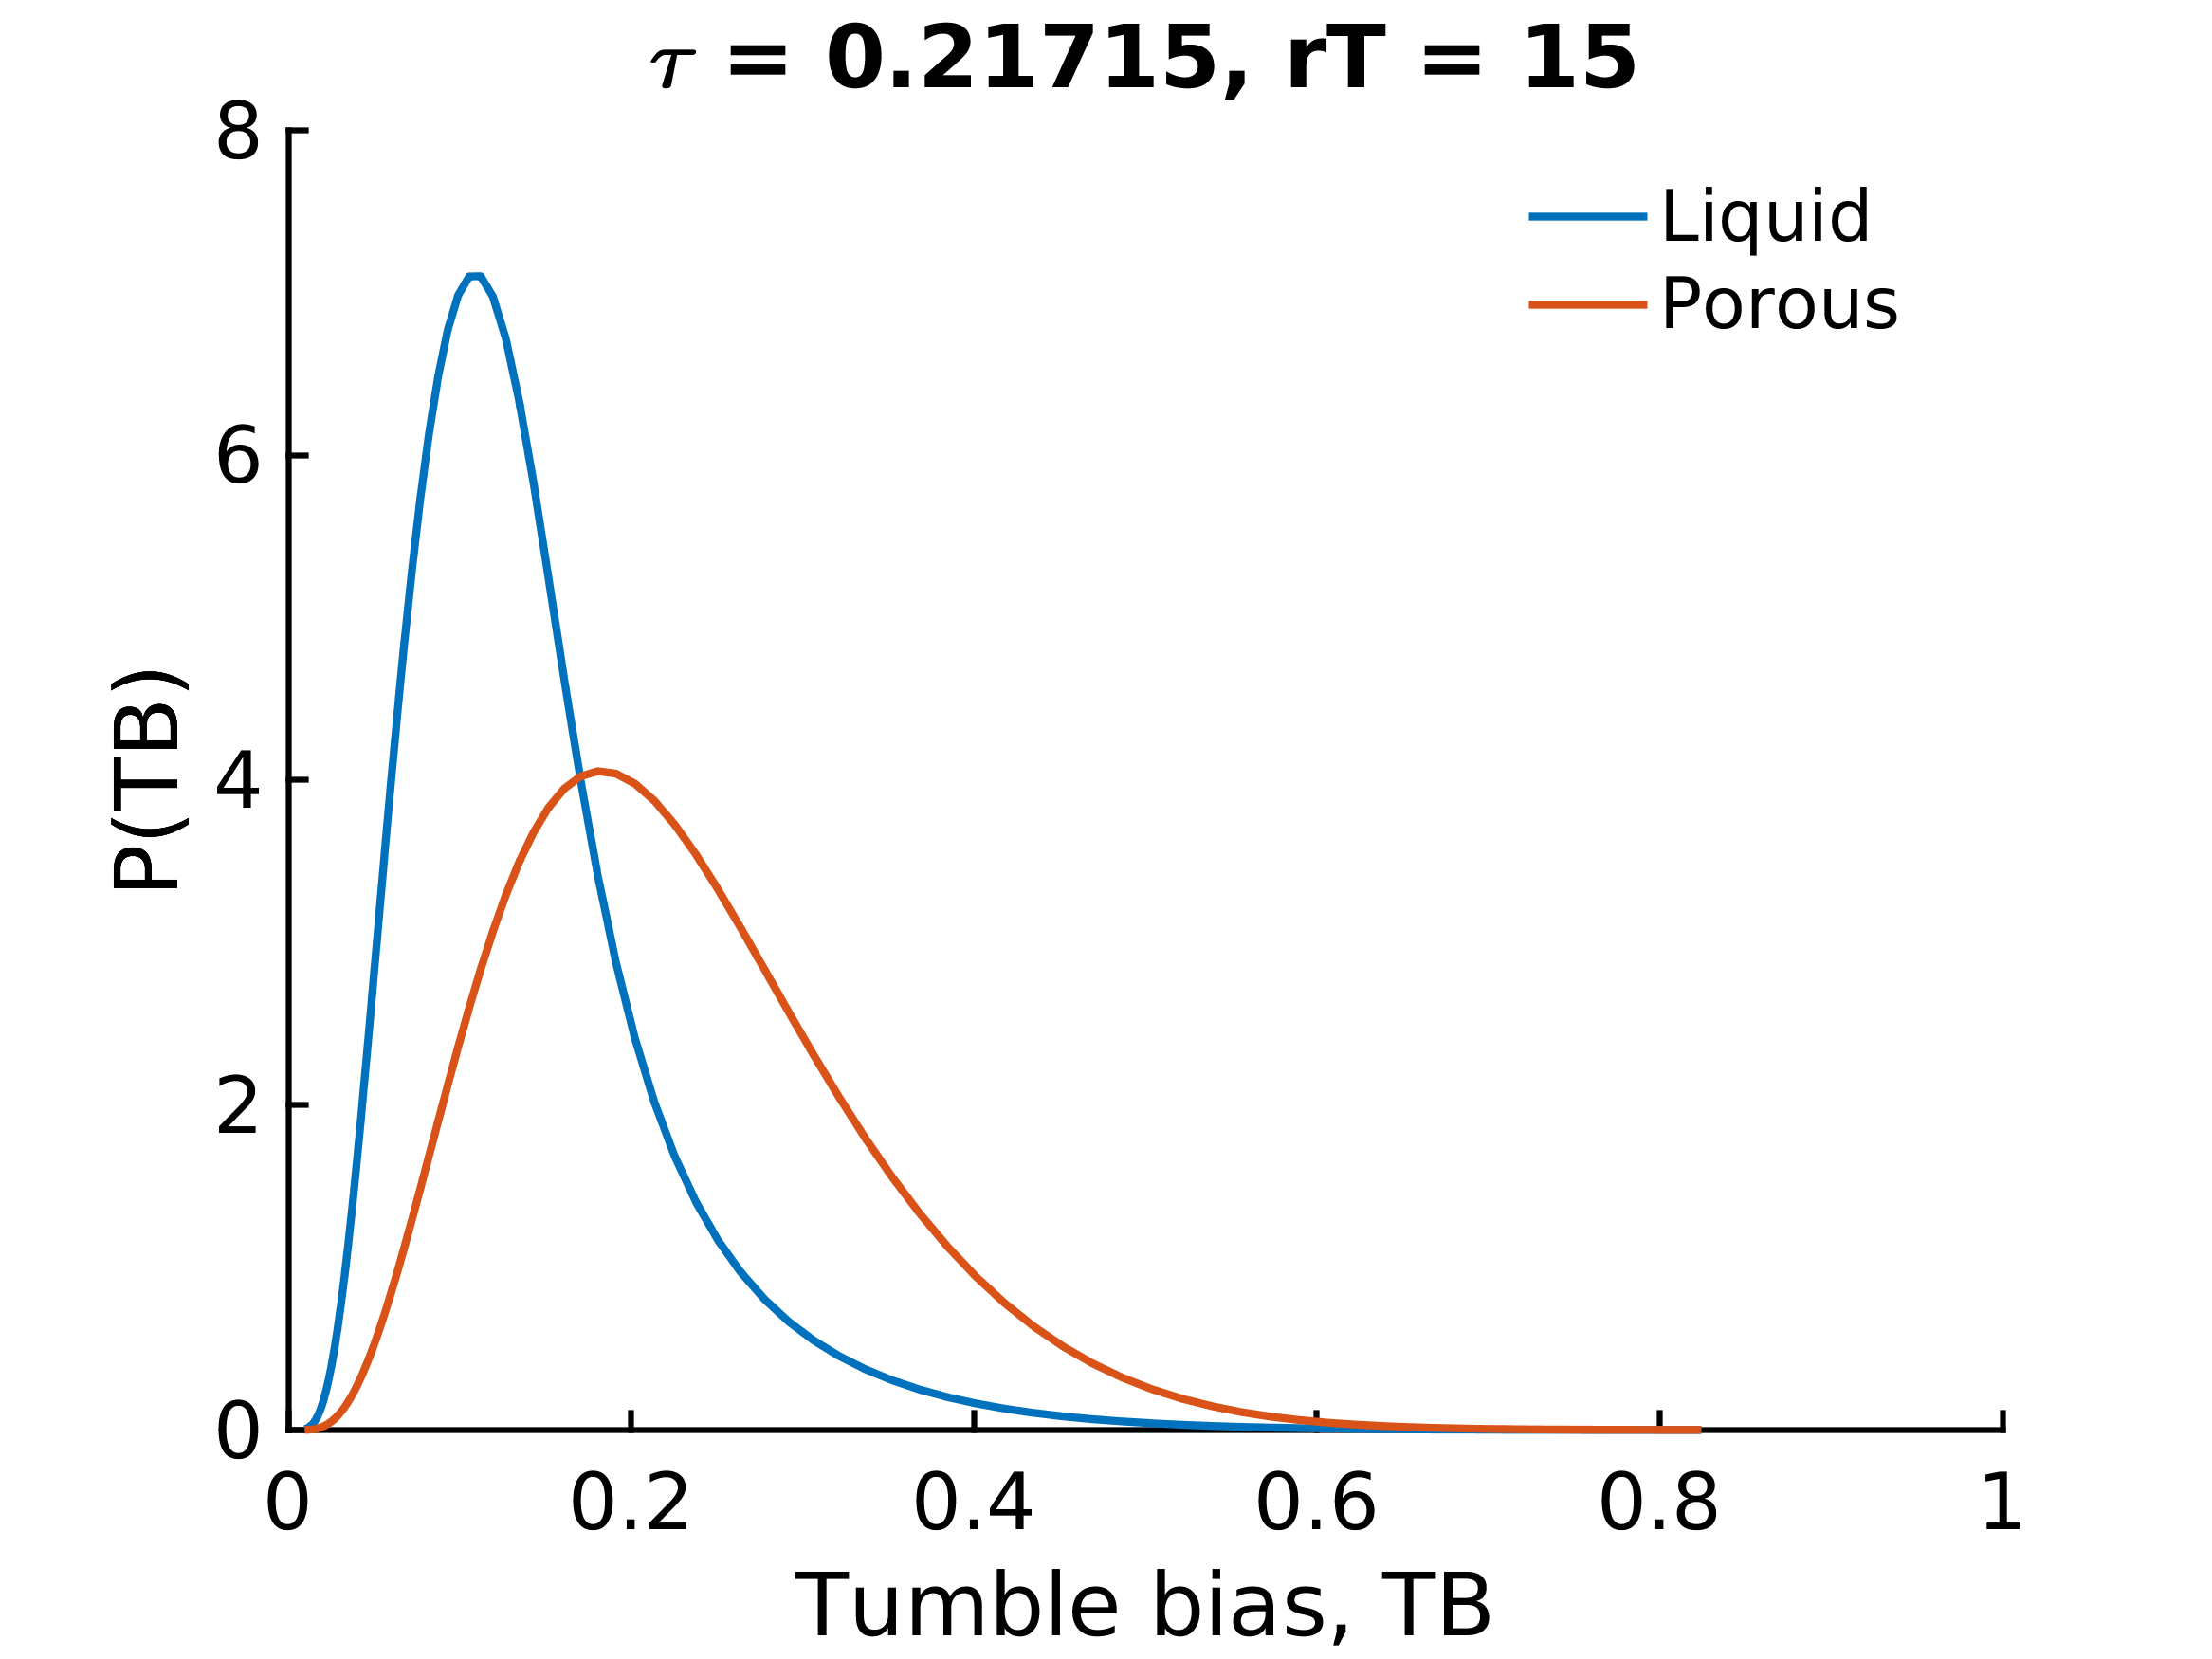 τ = 0.21715, rT = 15
8
6
4
2
0
P(TB)
Liquid
Porous
0 0.2 0.4 0.6 0.8 1
Tumble bias, TB